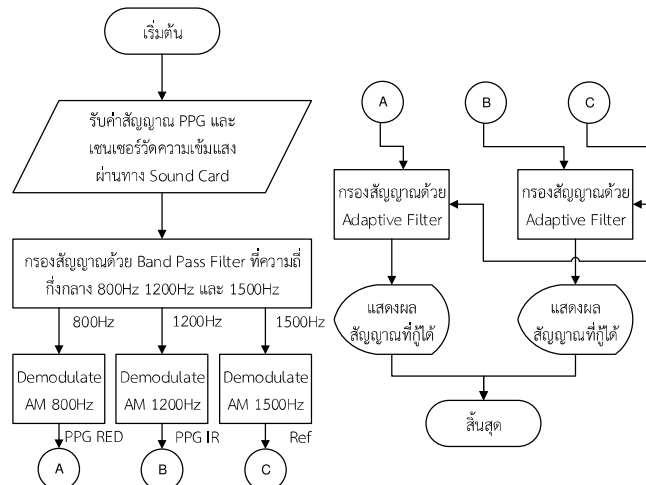 เริ่มต้น
รับค่าสัญญาณ PPG และ
เซนเซอร์วัดความเข้มแสง
ผ่านทาง Sound Card
กรองสัญญาณด้วย Band Pass Filter ที่ความถี่
กึ่งกลาง 800Hz 1200Hz และ 1500Hz
800Hz
1200Hz
1500Hz
Demodulate
AM 800Hz
Demodulate
AM 1200Hz
Demodulate
AM 1500Hz
PPG RED
PPG IR
Ref
A
B
C
A
B
C
กรองสัญญาณด้วย
Adaptive Filter
กรองสัญญาณด้วย
Adaptive Filter
แสดงผล
สัญญาณที่กู้ได้
แสดงผล
สัญญาณที่กู้ได้
สิ้นสุด